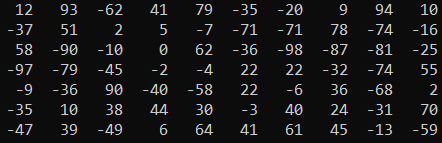 12 93 -62 41 79 -35 -20 9 94 10
-37 51 2 5 -7 -71 -71 78 -74 -16
58 -90 -10 0 62 -36 -98 -87 -81 -25
-97 -79 -45 -2 -4 22 22 -32 -74 55
-9 -36 90 -40 -58 22 -6 36 -68 2
-35 10 38 44 30 -3 40 24 -31 70
-47 39 -49 6 64 41 61 45 -13 -59